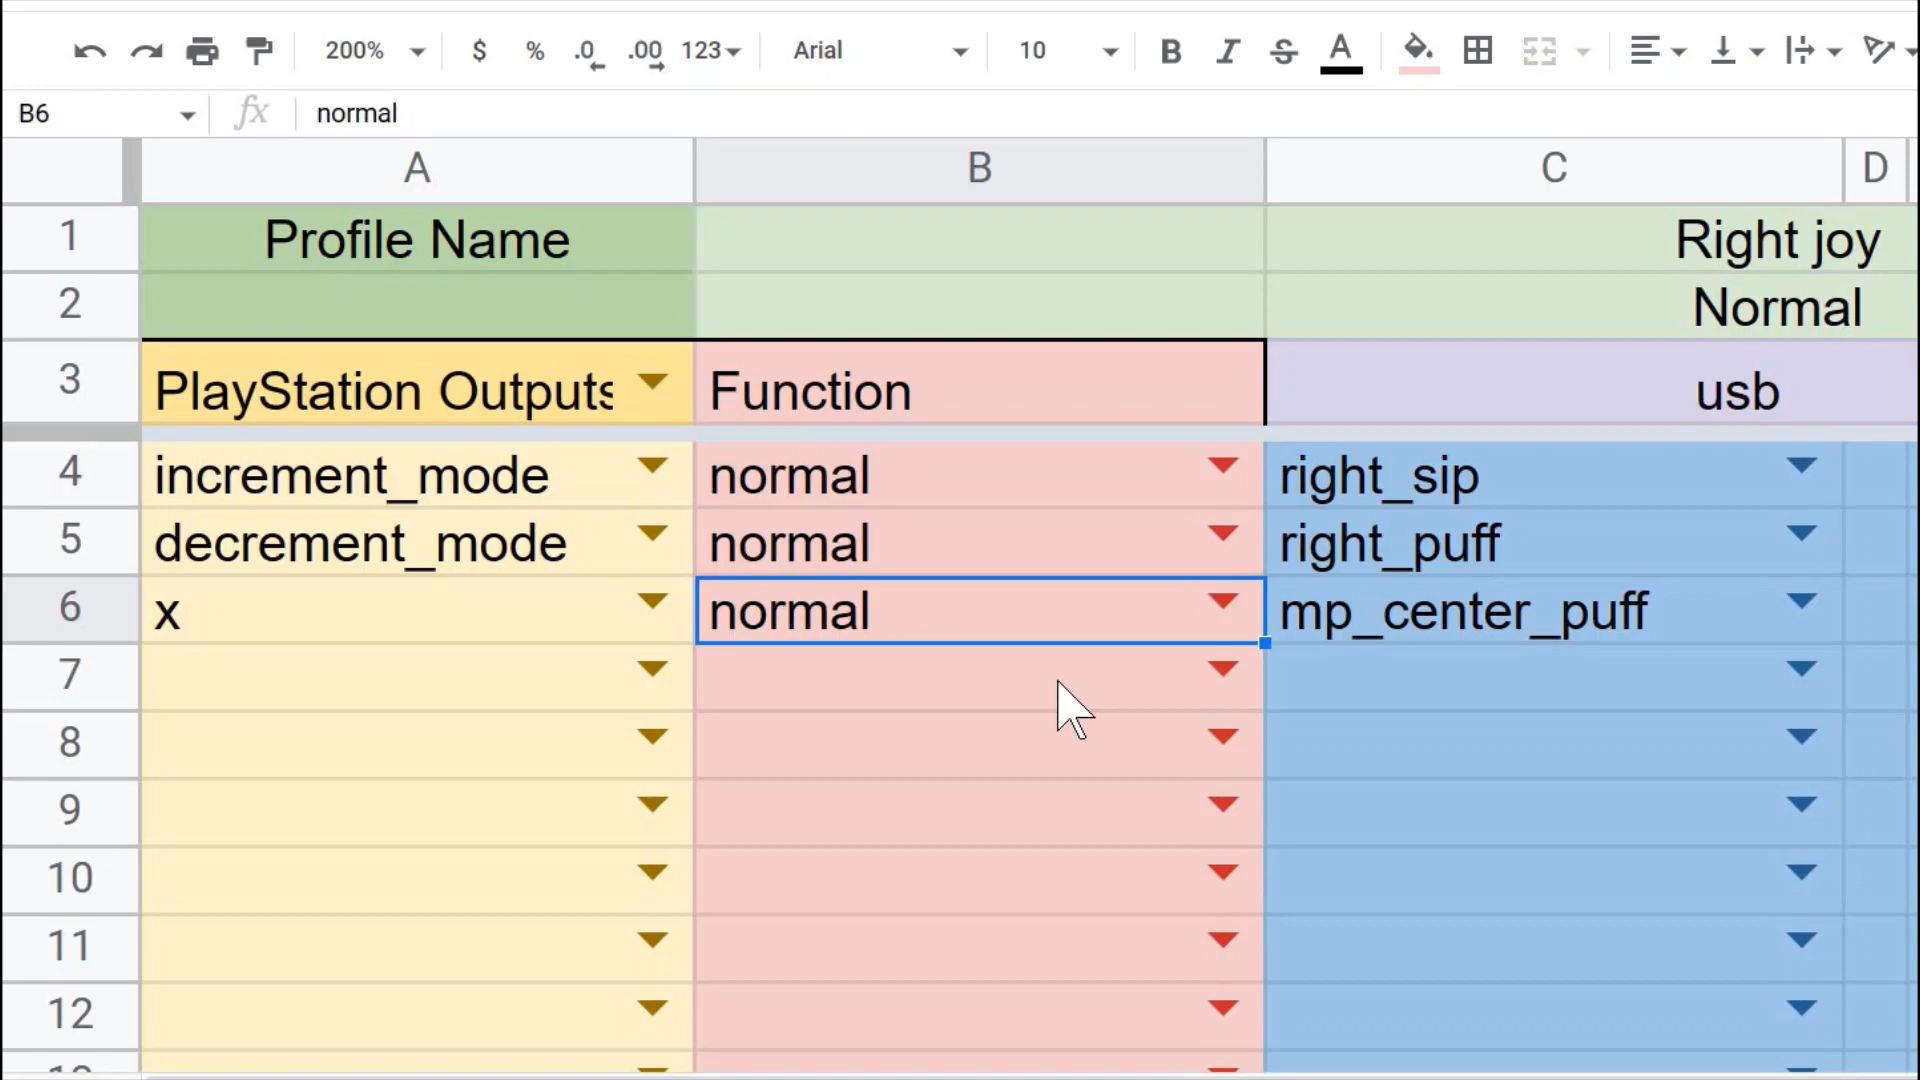 200% $ % .0 .00 123 Arial 10 B I S A
B6 fx normal
A B C D
1 Profile Name Right joy
2 Normal
3 PlayStation Outputs Function usb
4 increment_mode normal right_sip
5 decrement_mode normal right_puff
6 x normal mp_center_puff
7
8
9
10
11
12